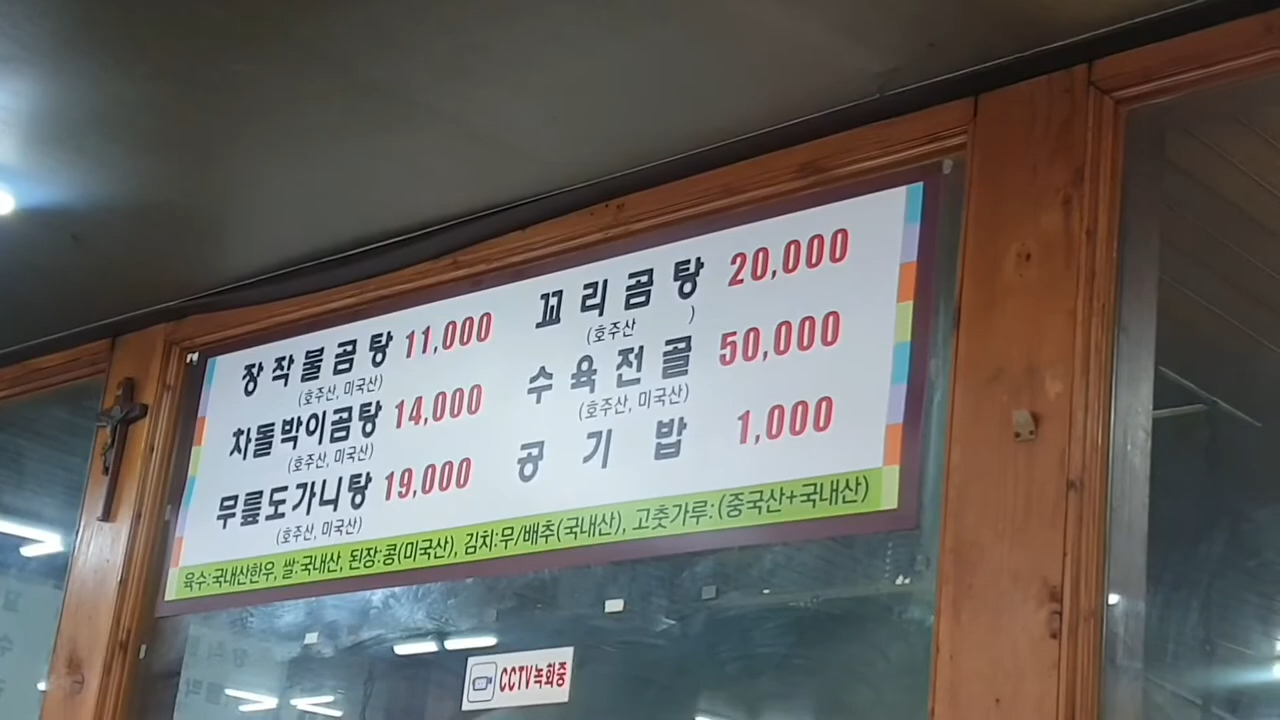 장작불곰탕 11,000
(호주산, 미국산)
차돌박이곰탕 14,000
(호주산, 미국산)
무릎도가니탕 19,000
(호주산, 미국산)
꼬리곰탕 20,000
(호주산 )
수육전골 50,000
(호주산, 미국산)
공기밥 1,000
육수:국내산한우, 쌀:국내산, 된장:콩(미국산), 김치:무/배추(국내산), 고춧가루:(중국산+국내산)
CCTV녹화중